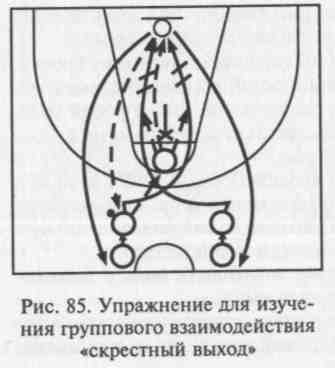 Рис. 85. Упражнение для изуче-
ния группового взаимодействия
«скрестный выход»